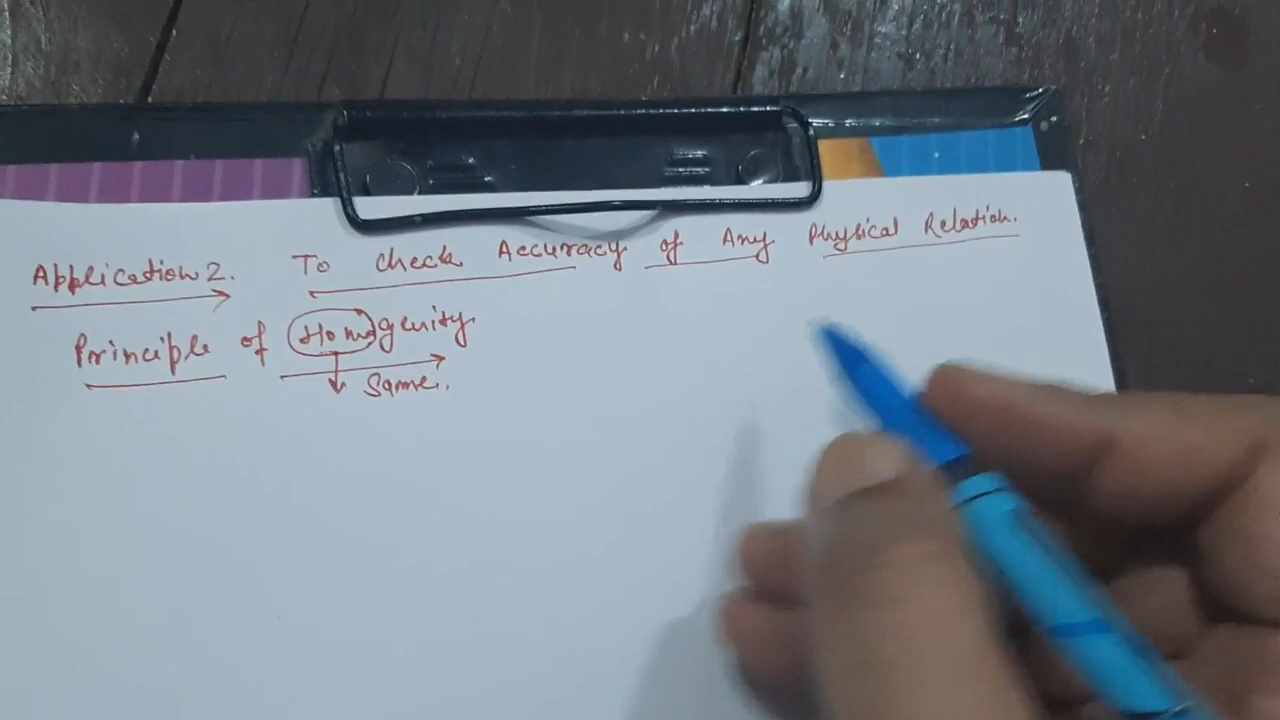 Application 2. To check Accuracy of Any Physical Relation.
Principle of Homogenity
Same.